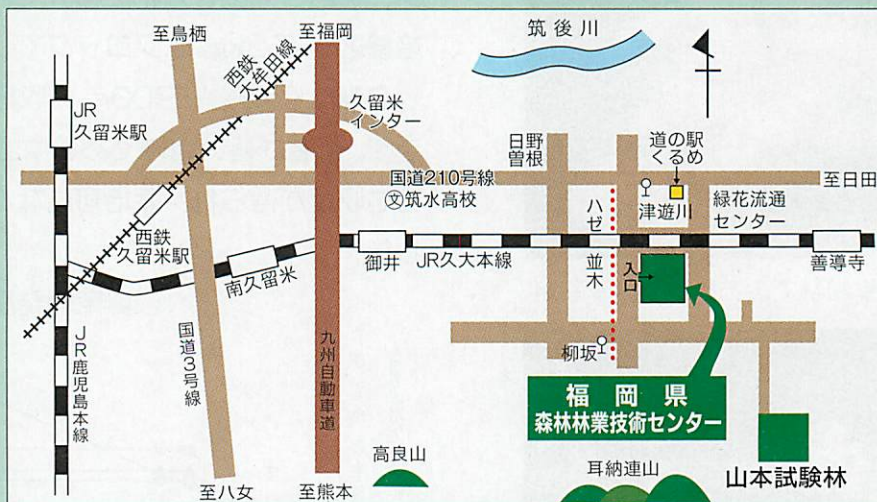 至鳥栖
至福岡
筑後川
西鉄
大牟田線
JR
久留米駅
久留米
インター
日野
曽根
道の駅
くるめ
至日田
国道210号線
㊛筑水高校
津遊川
緑花流通
センター
ハゼ並木
西鉄
久留米駅
南久留米
御井
JR久大本線
善導寺
入口
JR鹿児島本線
国道3号線
九州自動車道
柳坂
福岡県
森林林業技術センター
高良山
耳納連山
山本試験林
至八女
至熊本